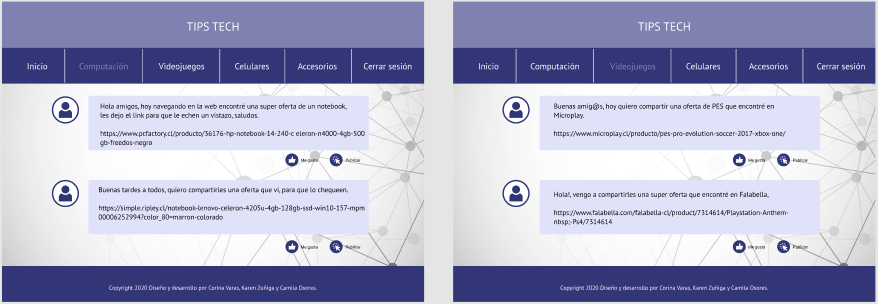 TIPS TECH
Inicio
Computación
Videojuegos
Celulares
Accesorios
Cerrar sesión
Hola amigos, hoy navegando en la web encontré una super oferta de un notebook,
les dejo el link para que le echen un vistazo, saludos.
https://www.pcfactory.cl/producto/36176-hp-notebook-14-240-c eleron-n4000-4gb-500
gb-freedos-negro
Me gusta
Publicar
Buenas tardes a todos, quiero compartirles una oferta que vi, para que lo chequeen.
https://simple.ripley.cl/notebook-lenovo-celeron-4205u-4gb-128gb-ssd-win10-157-mpm
00006252994?color_80=marron-colorado
Me gusta
Publicar
Copyright 2020 Diseño y desarrollo por Corina Varas, Karen Zuñiga y Camila Osores.
TIPS TECH
Inicio
Computación
Videojuegos
Celulares
Accesorios
Cerrar sesión
Buenas amig@s, hoy quiero compartir una oferta de PES que encontré en
Microplay.
https://www.microplay.cl/producto/pes-pro-evolution-soccer-2017-xbox-one/
Me gusta
Publicar
Hola!, vengo a compartirles una super oferta que encontré en Falabella,
https://www.falabella.com/falabella-cl/product/7314614/Playstation-Anthem-
nbsp;-Ps4/7314614
Me gusta
Publicar
Copyright 2020 Diseño y desarrollo por Corina Varas, Karen Zuñiga y Camila Osores.